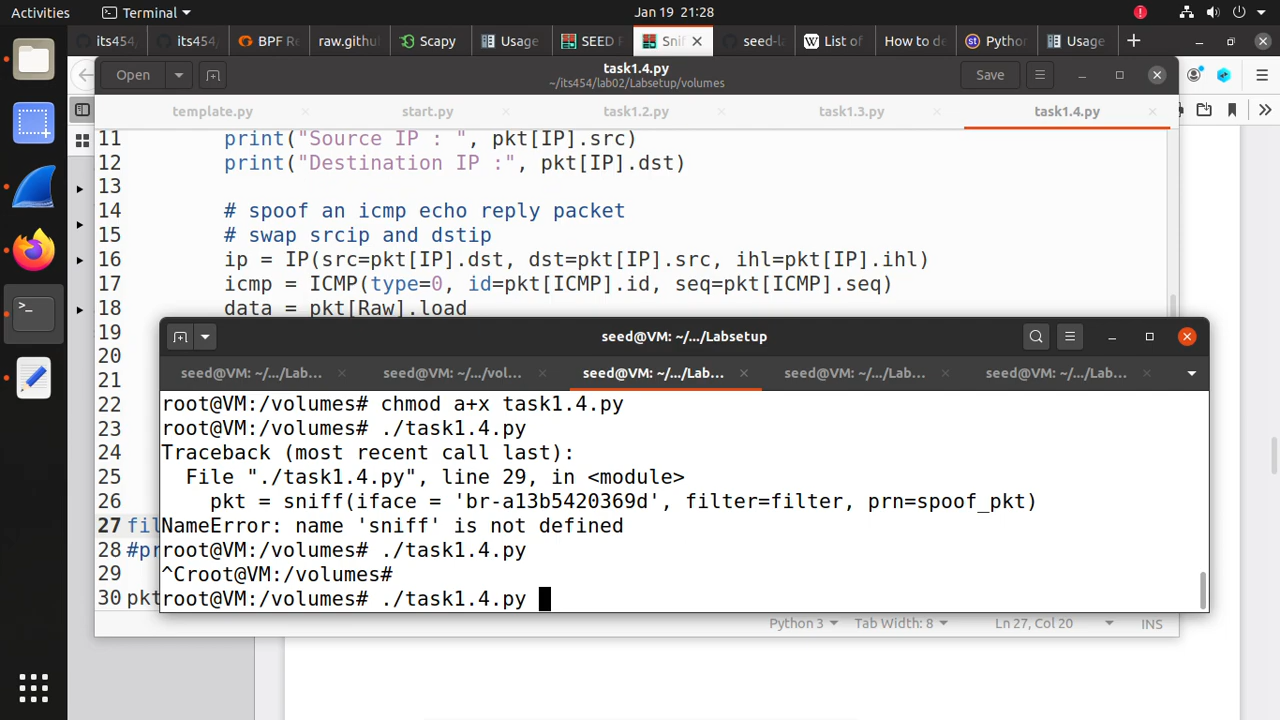 Activities
Terminal
Jan 19 21:28
its454/
its454/
BPF Re
raw.githu
Scapy
Usage
SEED P
Sni
seed-la
List of
How to de
Python
Usage
Open
task1.4.py
~/its454/lab02/Labsetup/volumes
Save
template.py
start.py
task1.2.py
task1.3.py
task1.4.py
11 print("Source IP : ", pkt[IP].src)
12 print("Destination IP :", pkt[IP].dst)
13
14 # spoof an icmp echo reply packet
15 # swap srcip and dstip
16 ip = IP(src=pkt[IP].dst, dst=pkt[IP].src, ihl=pkt[IP].ihl)
17 icmp = ICMP(type=0, id=pkt[ICMP].id, seq=pkt[ICMP].seq)
18 data = pkt[Raw].load
19
20
21
22
23
24
25
26
27 fil
28 #pr
29
30 pkt
seed@VM: ~/.../Labsetup
seed@VM: ~/.../Lab...
seed@VM: ~/.../vol...
seed@VM: ~/.../Lab...
seed@VM: ~/.../Lab...
seed@VM: ~/.../Lab...
root@VM:/volumes# chmod a+x task1.4.py
root@VM:/volumes# ./task1.4.py
Traceback (most recent call last):
File "./task1.4.py", line 29, in <module>
pkt = sniff(iface = 'br-a13b5420369d', filter=filter, prn=spoof_pkt)
NameError: name 'sniff' is not defined
root@VM:/volumes# ./task1.4.py
^Croot@VM:/volumes#
root@VM:/volumes# ./task1.4.py
Python 3
Tab Width: 8
Ln 27, Col 20
INS